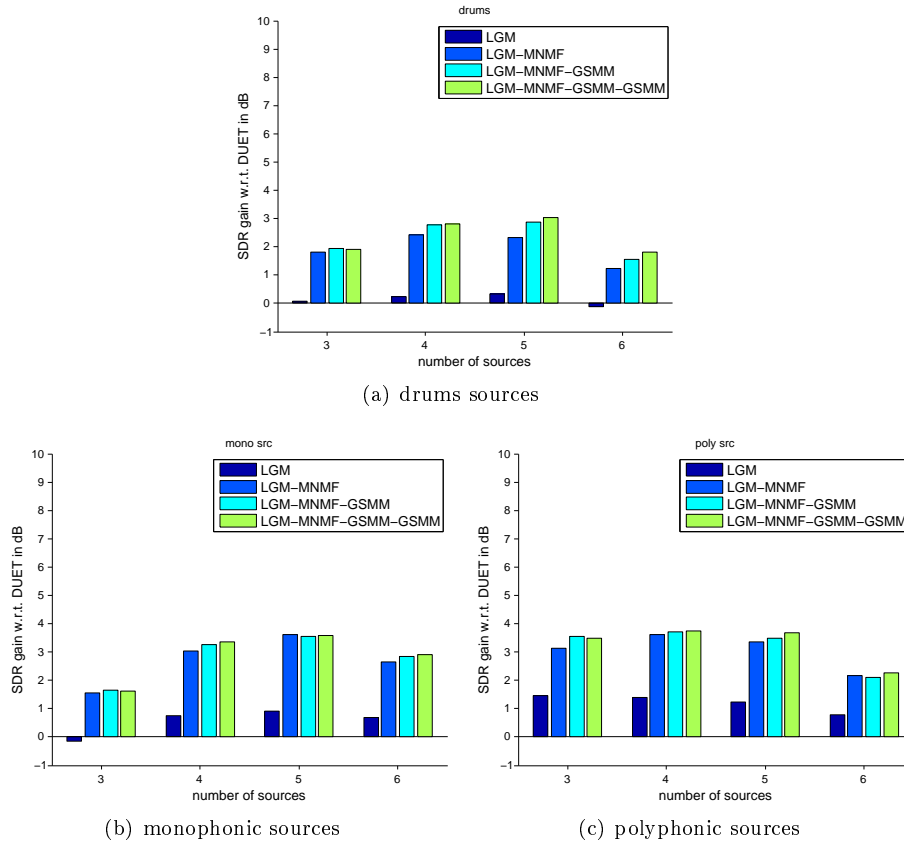 drums
LGM
LGM−MNMF
LGM−MNMF−GSMM
LGM−MNMF−GSMM−GSMM
SDR gain w.r.t. DUET in dB
10
9
8
7
6
5
4
3
2
1
0
−1
3 4 5 6
number of sources
(a) drums sources
mono src
LGM
LGM−MNMF
LGM−MNMF−GSMM
LGM−MNMF−GSMM−GSMM
SDR gain w.r.t. DUET in dB
10
9
8
7
6
5
4
3
2
1
0
−1
3 4 5 6
number of sources
(b) monophonic sources
poly src
LGM
LGM−MNMF
LGM−MNMF−GSMM
LGM−MNMF−GSMM−GSMM
SDR gain w.r.t. DUET in dB
10
9
8
7
6
5
4
3
2
1
0
−1
3 4 5 6
number of sources
(c) polyphonic sources